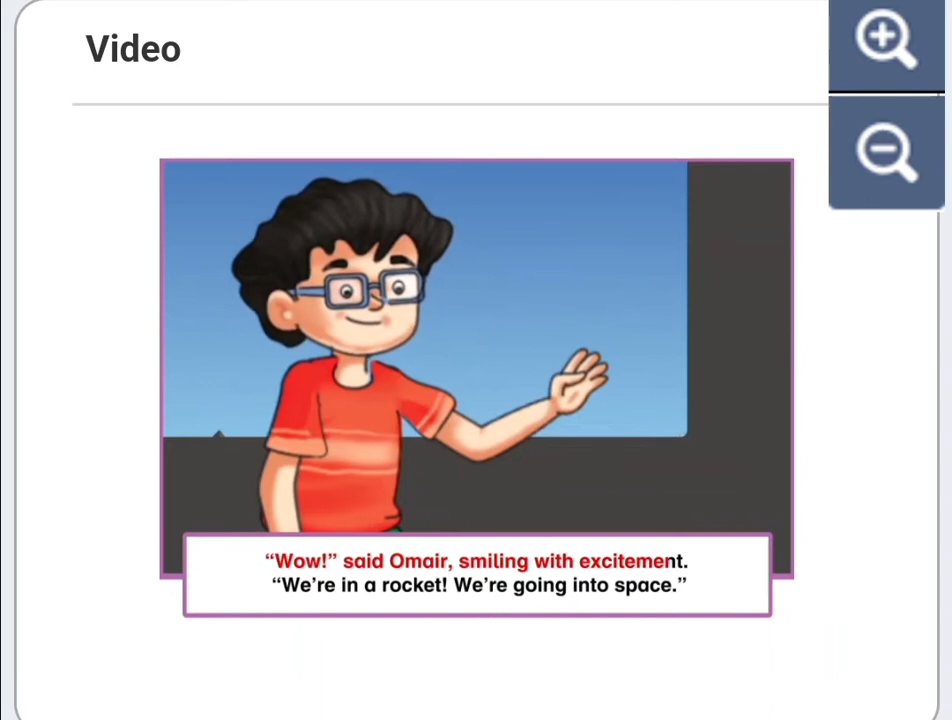 Video
“Wow!” said Omair, smiling with excitement.
“We’re in a rocket! We’re going into space.”